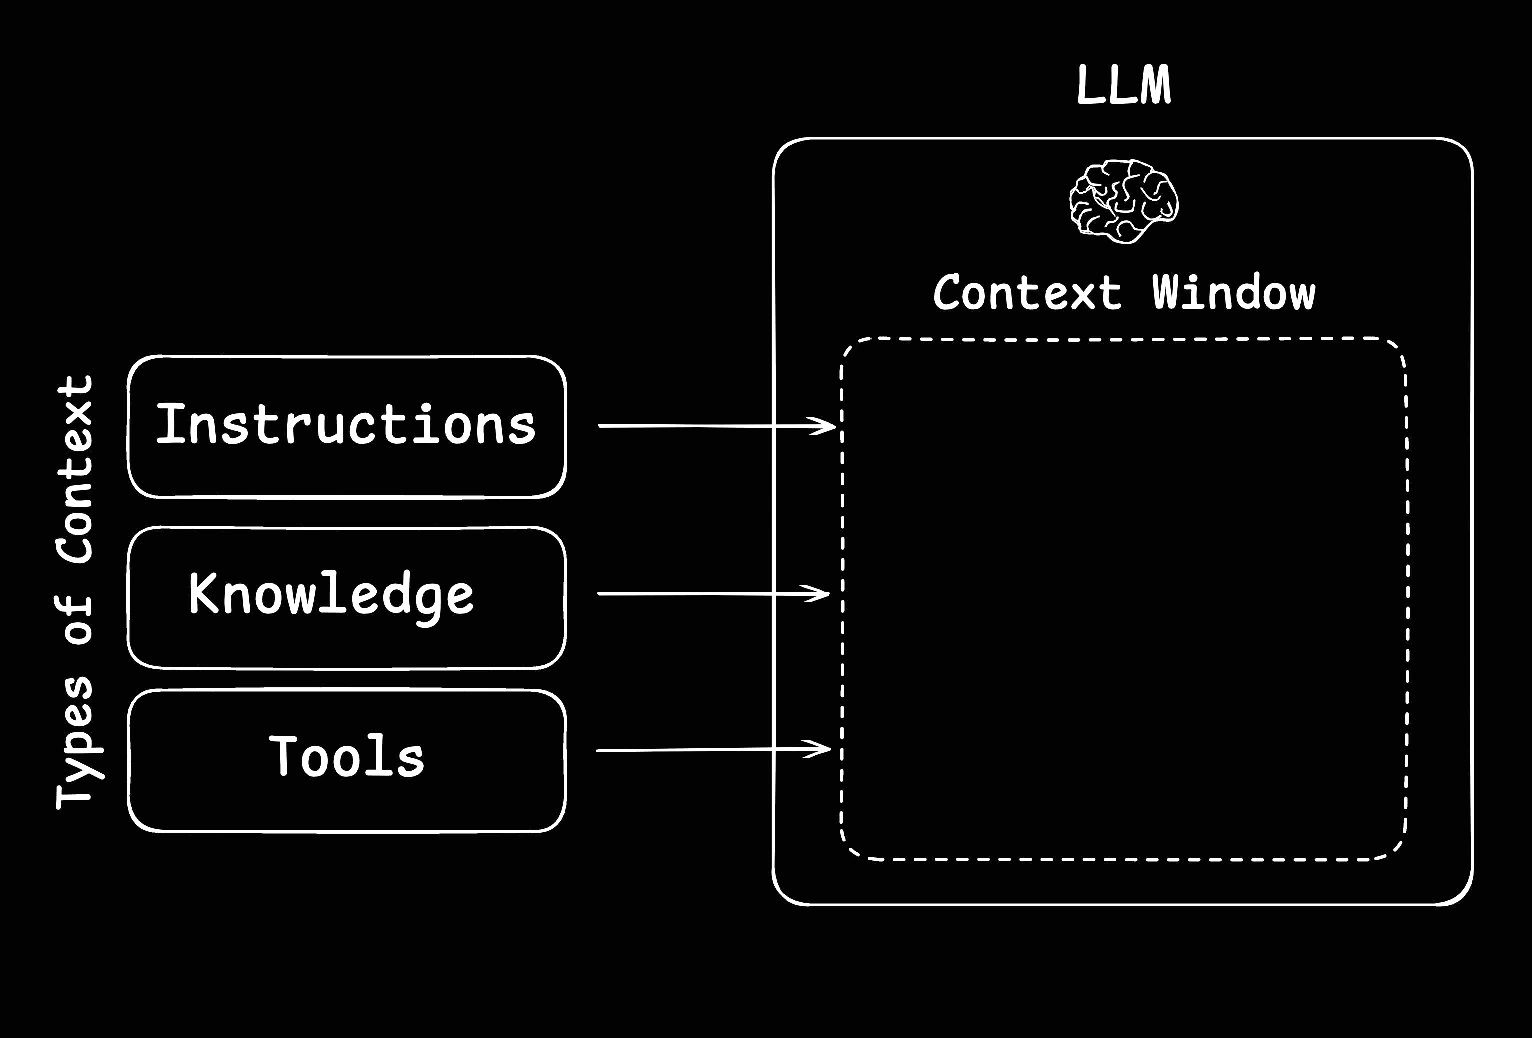 LLM
Context Window
Types of Context
Instructions
Knowledge
Tools